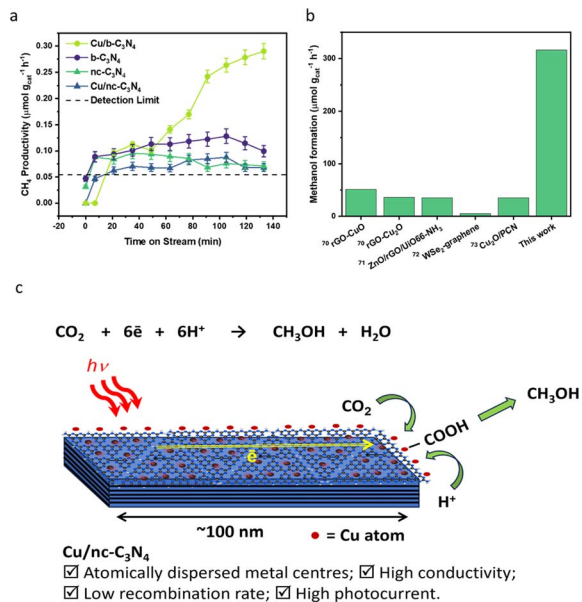 a
CH₄ Productivity (μmol gcat⁻¹ h⁻¹)
0.30
0.25
0.20
0.15
0.10
0.05
0.00
Cu/b-C₃N₄
b-C₃N₄
nc-C₃N₄
Cu/nc-C₃N₄
Detection Limit
0 20 40 60 80 100 120 140
Time on Stream (min)
b
Methanol formation (μmol gcat⁻¹ h⁻¹)
300
200
100
0
⁷⁰ rGO-CuO
⁷⁰ rGO-Cu₂O
⁷¹ ZnO/rGO/UiO66-NH₃
⁷² WSe₂-graphene
⁷³ Cu₂O/PCN
This work
c
CO₂ + 6ē + 6H⁺ → CH₃OH + H₂O
hν
CO₂
CH₃OH
COOH
ē
H⁺
~100 nm
= Cu atom
Cu/nc-C₃N₄
☑ Atomically dispersed metal centres; ☑ High conductivity;
☑ Low recombination rate; ☑ High photocurrent.